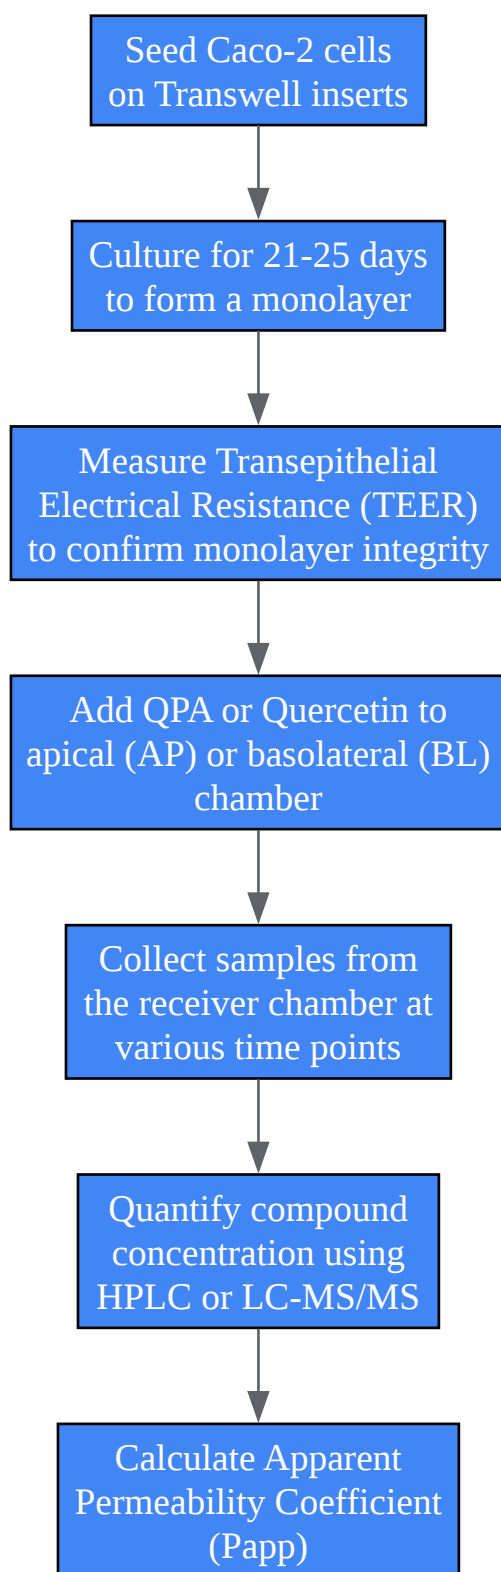 Seed Caco-2 cells
on Transwell inserts
Culture for 21-25 days
to form a monolayer
Measure Transepithelial
Electrical Resistance (TEER)
to confirm monolayer integrity
Add QPA or Quercetin to
apical (AP) or basolateral (BL)
chamber
Collect samples from
the receiver chamber at
various time points
Quantify compound
concentration using
HPLC or LC-MS/MS
Calculate Apparent
Permeability Coefficient
(Papp)